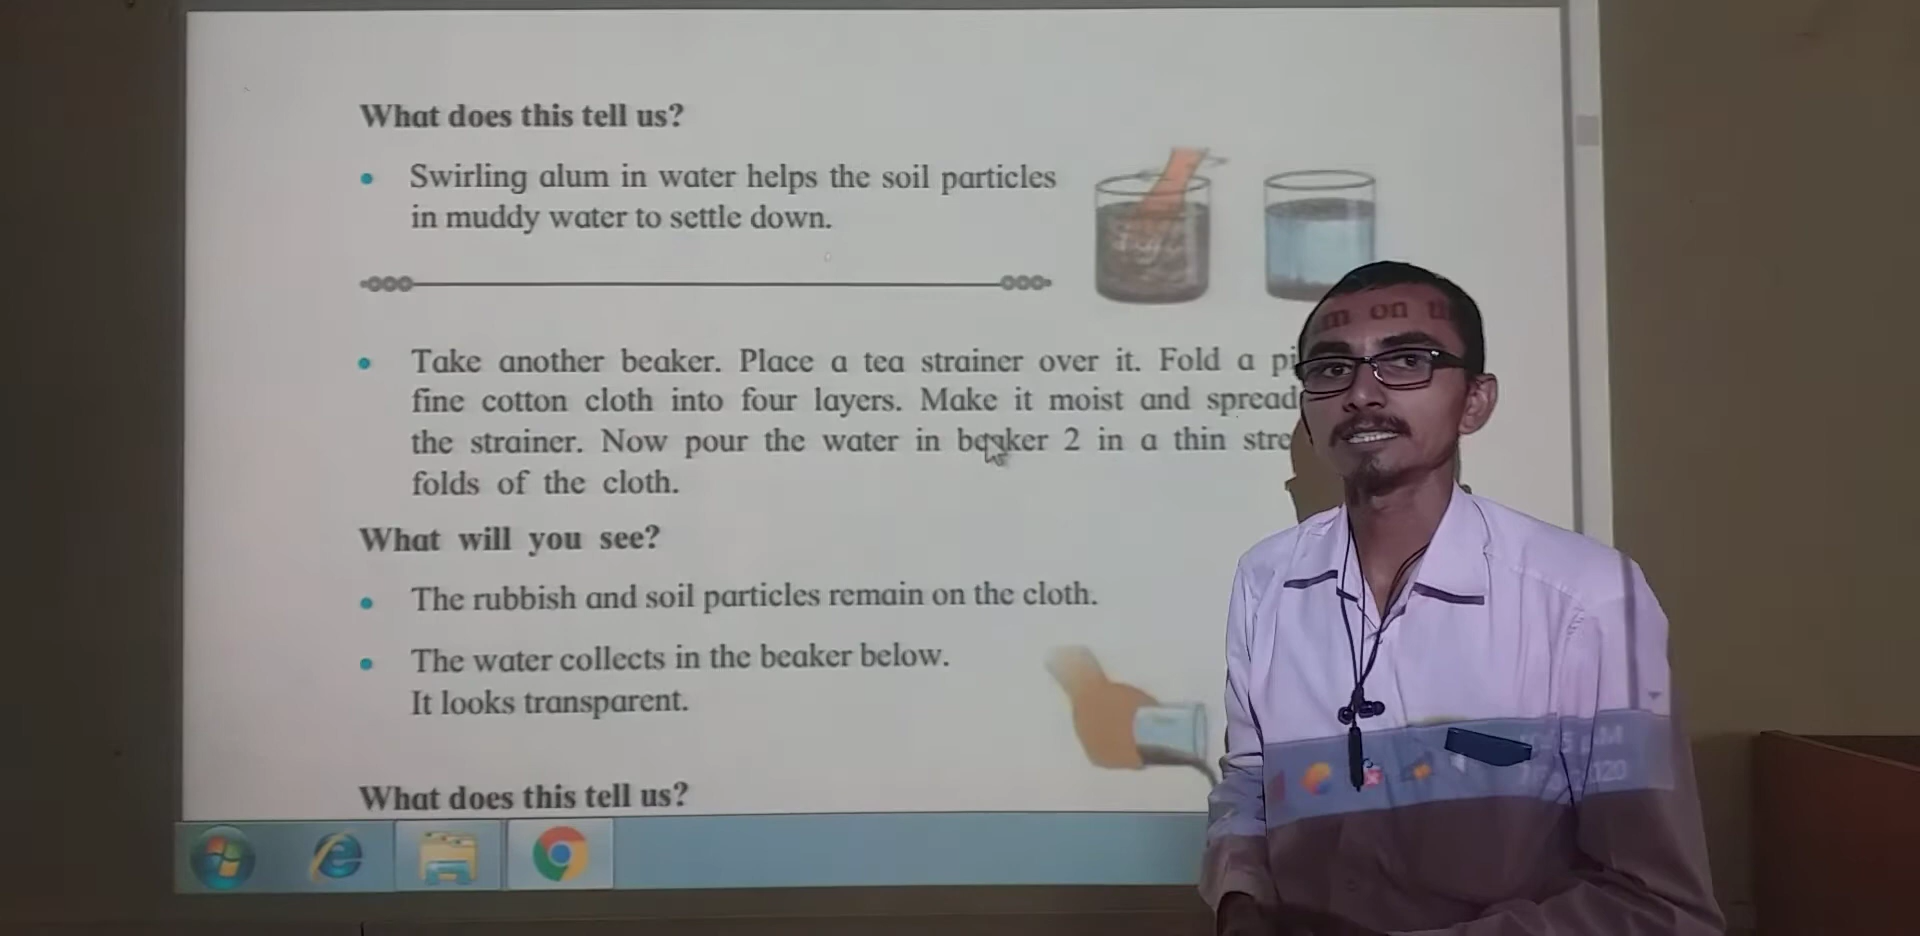 What does this tell us?
Swirling alum in water helps the soil particles
in muddy water to settle down.
Take another beaker. Place a tea strainer over it. Fold a
fine cotton cloth into four layers. Make it moist and spread
the strainer. Now pour the water in beaker 2 in a thin
folds of the cloth.
What will you see?
The rubbish and soil particles remain on the cloth.
The water collects in the beaker below.
It looks transparent.
What does this tell us?
on
AM